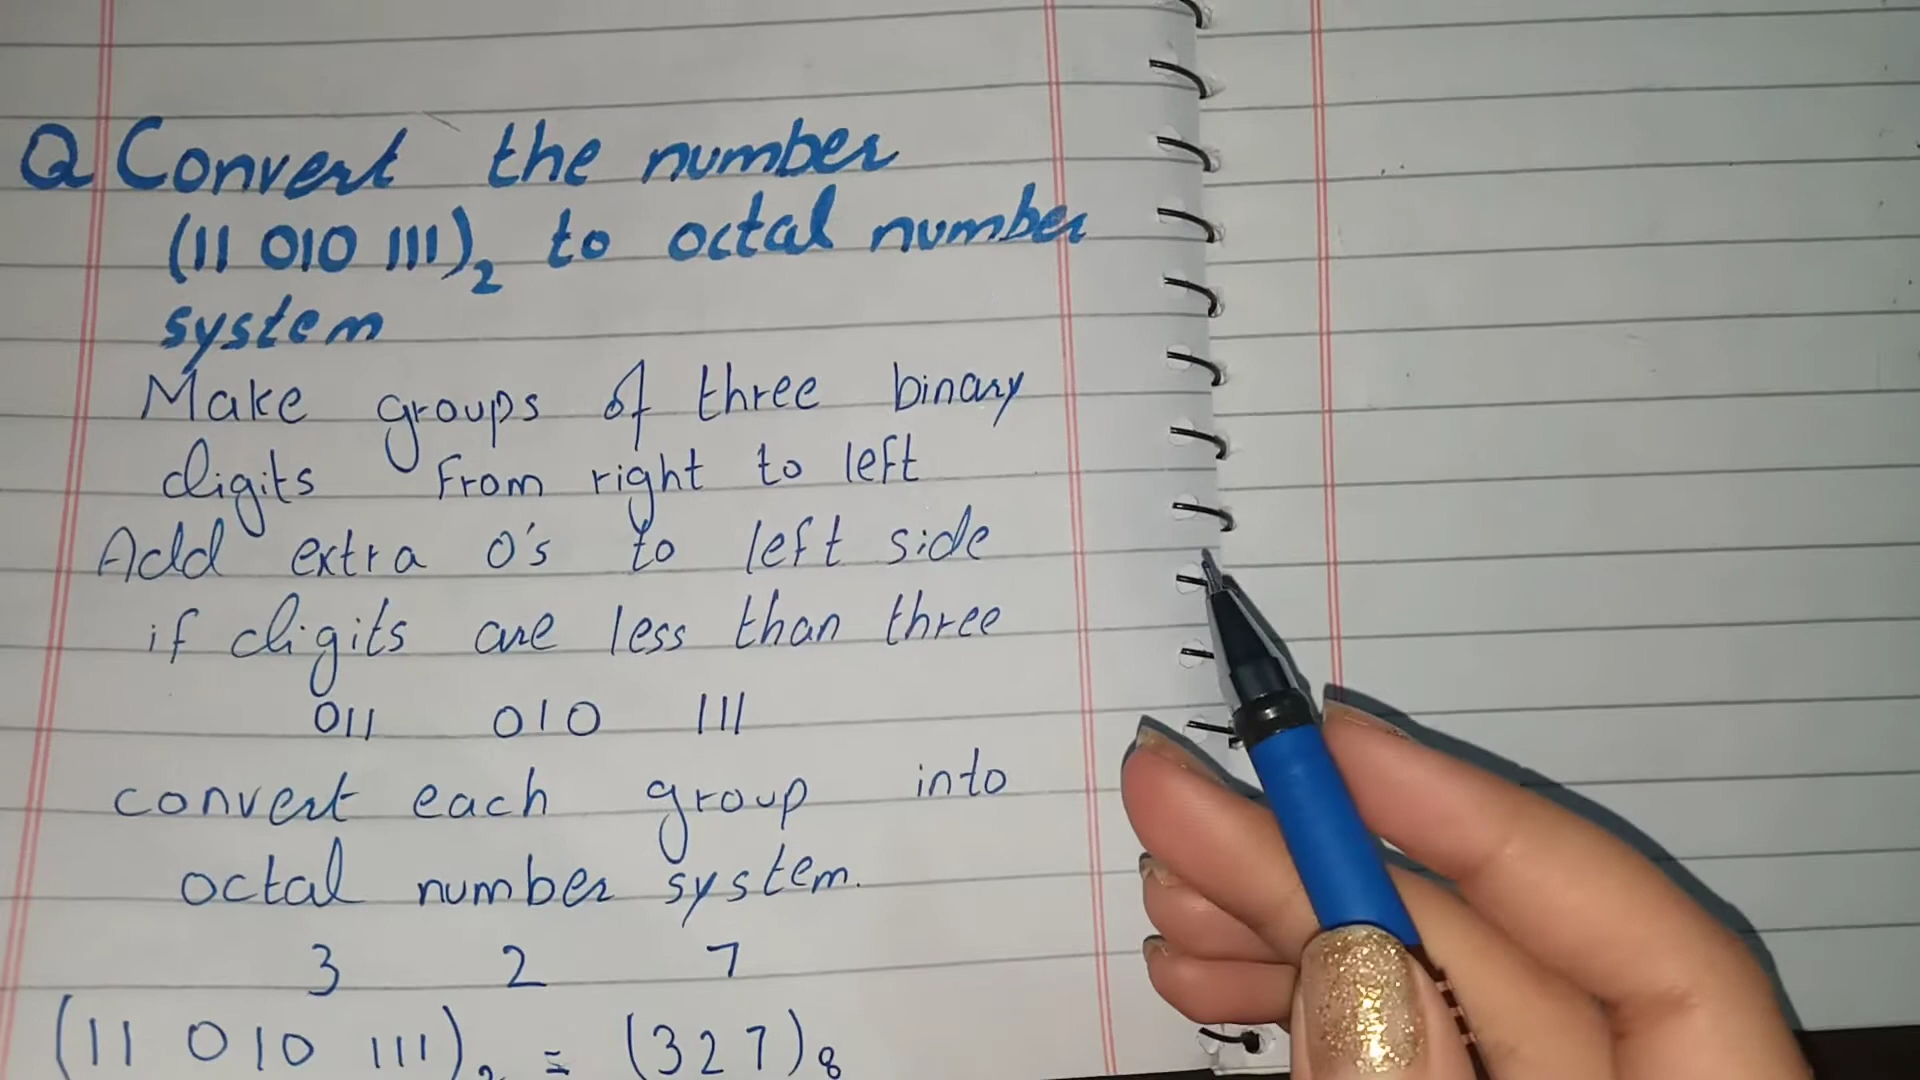 Q Convert the number
(11 010 111)₂ to octal number
system
Make groups of three binary
digits from right to left
Add extra 0's to left side
if digits are less than three
011 010 111
convert each group into
octal number system.
3 2 7
(11 010 111)₂ = (327)₈